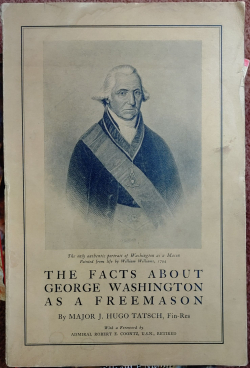 The only authentic portrait of Washington as a Mason
Painted from life by William Williams, 1794
THE FACTS ABOUT
GEORGE WASHINGTON
AS A FREEMASON
By MAJOR J. HUGO TATSCH, Fin-Res
With a Foreword by
ADMIRAL ROBERT E. COONTZ, U.S.N., RETIRED